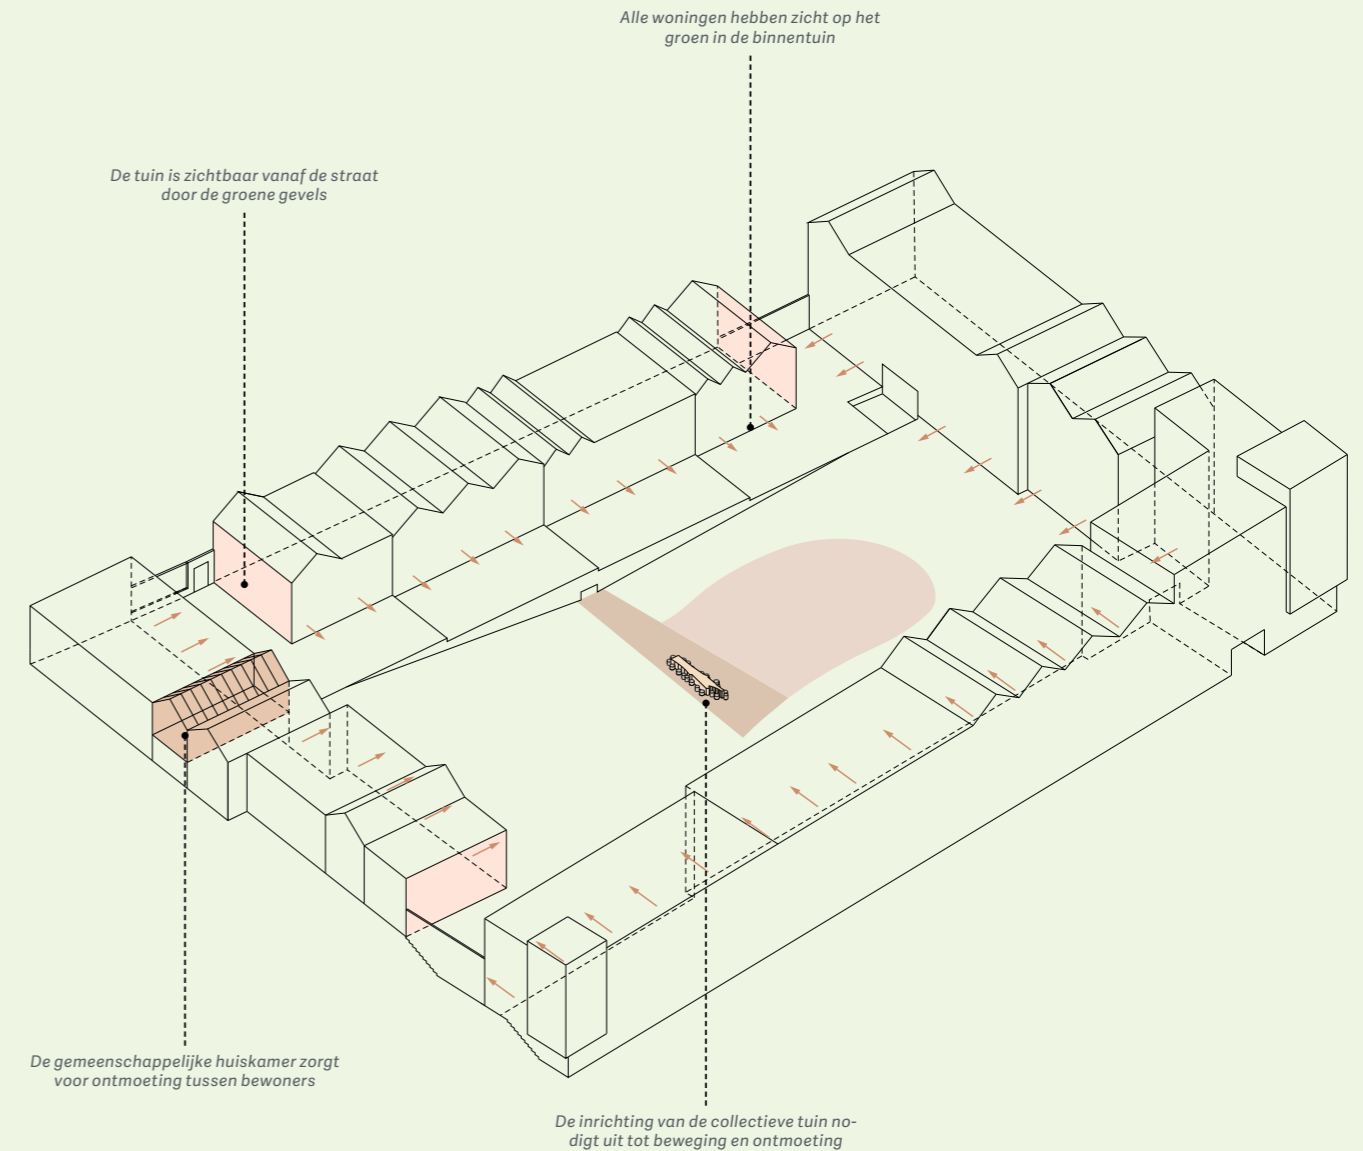 Alle woningen hebben zicht op het
groen in de binnentuin
De tuin is zichtbaar vanaf de straat
door de groene gevels
De gemeenschappelijke huiskamer zorgt
voor ontmoeting tussen bewoners
De inrichting van de collectieve tuin no-
digt uit tot beweging en ontmoeting